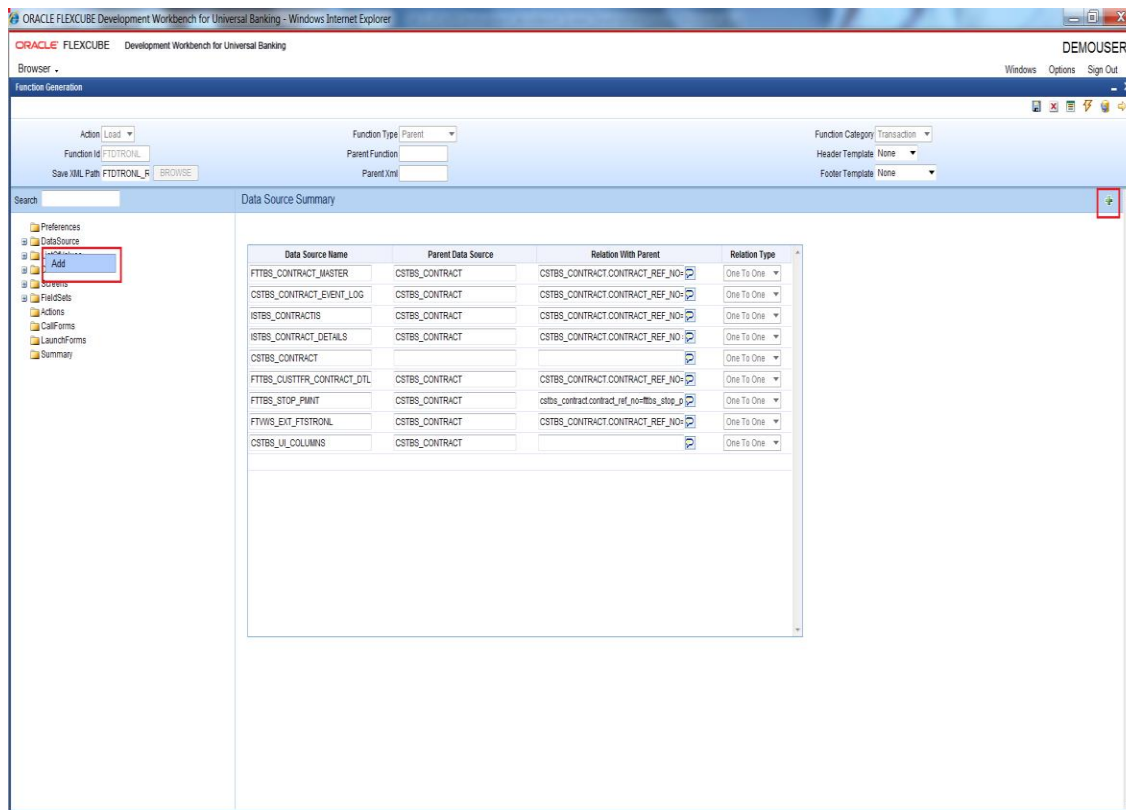 ORACLE FLEXCUBE Development Workbench for Universal Banking - Windows Internet Explorer
ORACLE FLEXCUBE Development Workbench for Universal Banking DEMOUSER
Browser Windows Options Sign Out
Function Generation
Action Load Function Type Parent Function Category Transaction
Function Id FTDTRONL Parent Function Header Template None
Save XML Path FTDTRONL_R BROWSE Parent Xml Footer Template None
Search Data Source Summary
Preferences
DataSource
Add
Screens
FieldSets
Actions
CallForms
LaunchForms
Summary
Data Source Name Parent Data Source Relation With Parent Relation Type
FTTBS_CONTRACT_MASTER CSTBS_CONTRACT CSTBS_CONTRACT.CONTRACT_REF_NO= One To One
CSTBS_CONTRACT_EVENT_LOG CSTBS_CONTRACT CSTBS_CONTRACT.CONTRACT_REF_NO= One To One
ISTBS_CONTRACTIS CSTBS_CONTRACT CSTBS_CONTRACT.CONTRACT_REF_NO= One To One
ISTBS_CONTRACT_DETAILS CSTBS_CONTRACT CSTBS_CONTRACT.CONTRACT_REF_NO One To One
CSTBS_CONTRACT One To One
FTTBS_CUSTTFR_CONTRACT_DTL CSTBS_CONTRACT CSTBS_CONTRACT.CONTRACT_REF_NO= One To One
FTTBS_STOP_PMNT CSTBS_CONTRACT cstbs_contract.contract_ref_no=fttbs_stop_p One To One
FTVWS_EXT_FTSTRONL CSTBS_CONTRACT CSTBS_CONTRACT.CONTRACT_REF_NO= One To One
CSTBS_UI_COLUMNS CSTBS_CONTRACT One To One